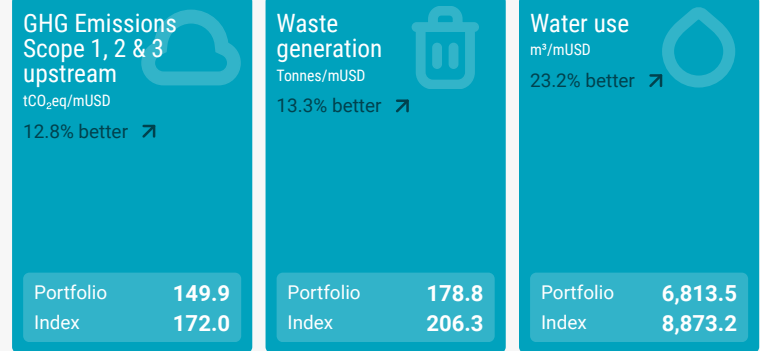 GHG Emissions
Scope 1, 2 & 3
upstream
tCO₂eq/mUSD
12.8% better
Portfolio 149.9
Index 172.0
Waste
generation
Tonnes/mUSD
13.3% better
Portfolio 178.8
Index 206.3
Water use
m³/mUSD
23.2% better
Portfolio 6,813.5
Index 8,873.2